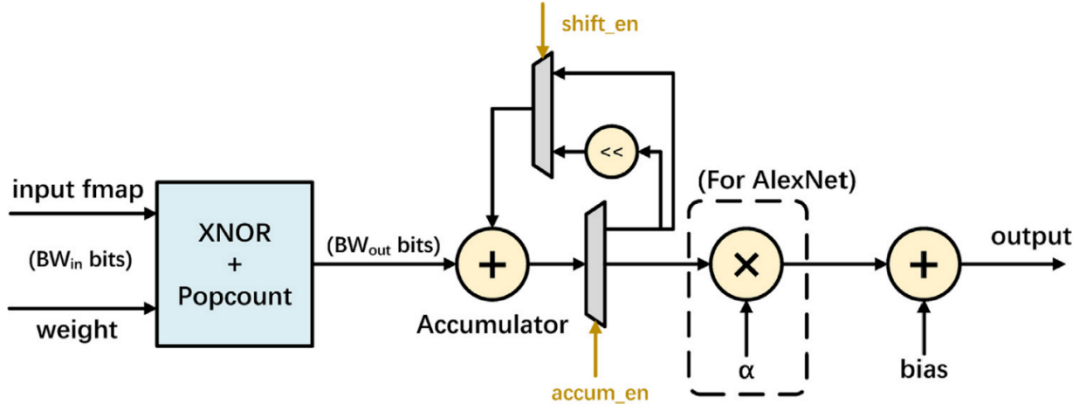 shift_en
<<
(For AlexNet)
input fmap
(BWin bits)
weight
XNOR
+
Popcount
(BWout bits)
+
Accumulator
accum_en
×
α
+
bias
output